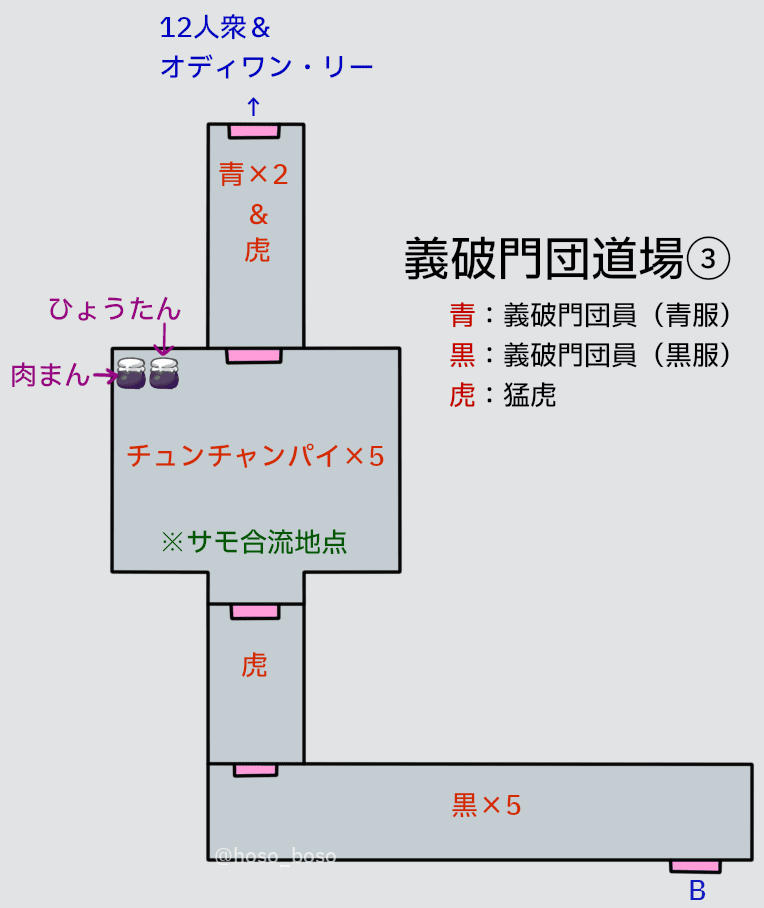 12人衆&
オディワン・リー
↑
青×2
&
虎
義破門団道場③
青：義破門団員（青服）
黒：義破門団員（黒服）
虎：猛虎
ひょうたん
肉まん→
チュンチャンパイ×5
※サモ合流地点
虎
黒×5
@hoso_boso
B